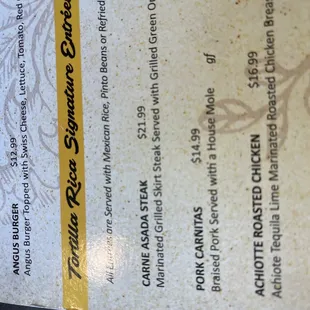 ANGUS BURGER $12.99
Angus Burger Topped with Swiss Cheese, Lettuce, Tomato, Red
Tortilla Rica Signature Entrée
All Entrees are Served with Mexican Rice, Pinto Beans or Refried
CARNE ASADA STEAK $21.99
Marinated Grilled Skirt Steak Served with Grilled Green
PORK CARNITAS $14.99 gf
Braised Pork Served with a House Mole
ACHIOTTE ROASTED CHICKEN $16.99
Achiote Tequila Lime Marinated Roasted Chicken